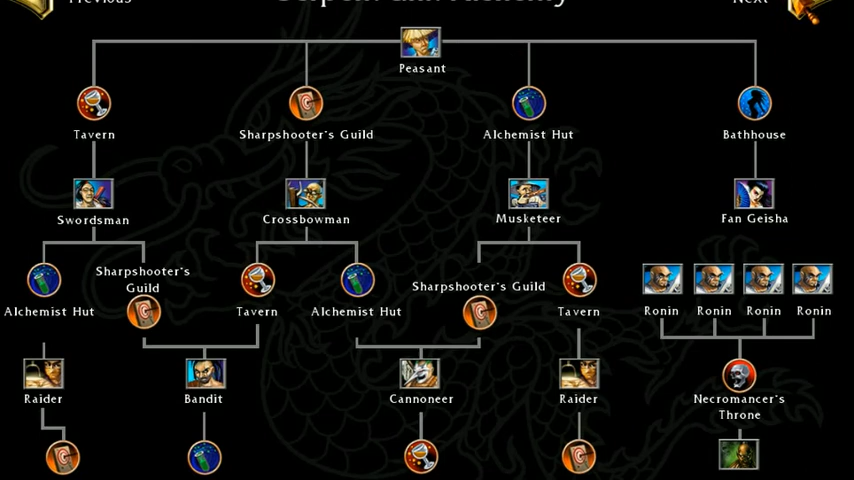 Previous
Next
Peasant
Tavern
Sharpshooter's Guild
Alchemist Hut
Bathhouse
Swordsman
Crossbowman
Musketeer
Fan Geisha
Sharpshooter's
Guild
Sharpshooter's Guild
Alchemist Hut
Tavern
Alchemist Hut
Tavern
Ronin
Ronin
Ronin
Ronin
Raider
Bandit
Cannoneer
Raider
Necromancer's
Throne